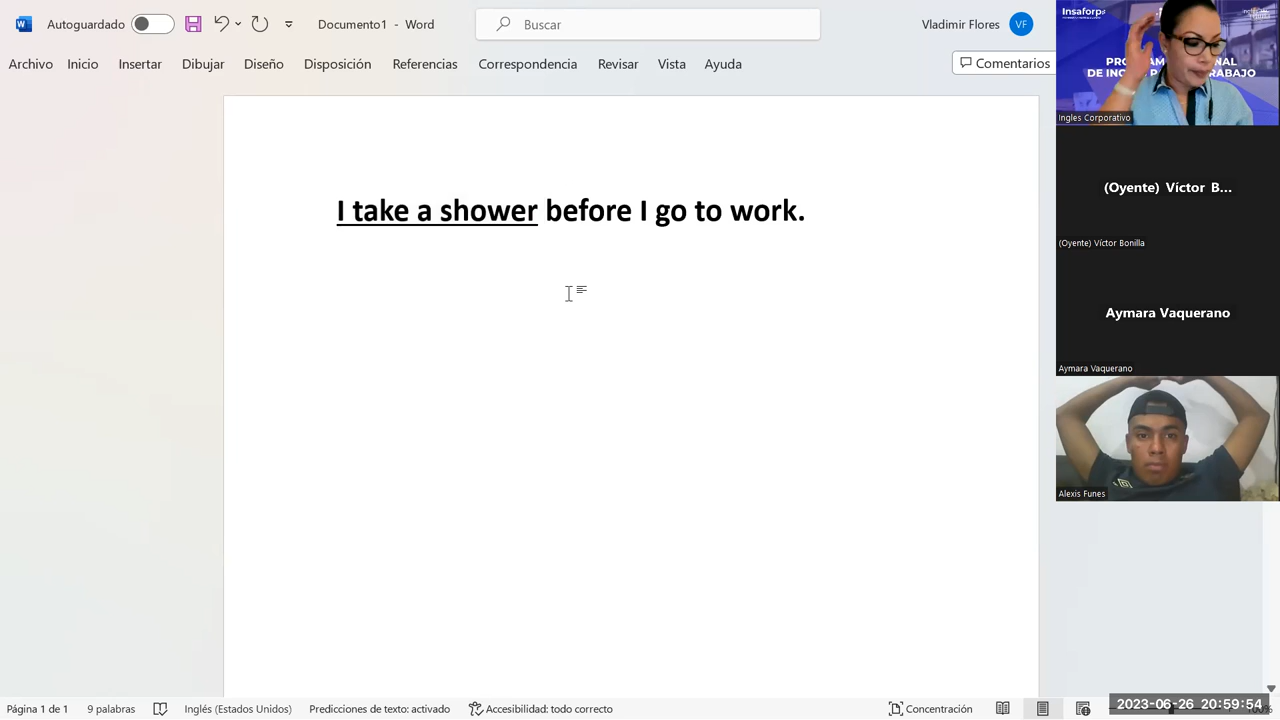 Autoguardado
Documento1 - Word
Buscar
Vladimir Flores
VF
Archivo Inicio Insertar Dibujar Diseño Disposición Referencias Correspondencia Revisar Vista Ayuda
Comentarios
I take a shower before I go to work.
Insaforp
DE
Ingles Corporativo
(Oyente) Víctor B...
(Oyente) Víctor Bonilla
Aymara Vaquerano
Aymara Vaquerano
Alexis Funes
Página 1 de 1
9 palabras
Inglés (Estados Unidos)
Predicciones de texto: activado
Accesibilidad: todo correcto
Concentración
2023-06-26 20:59:54